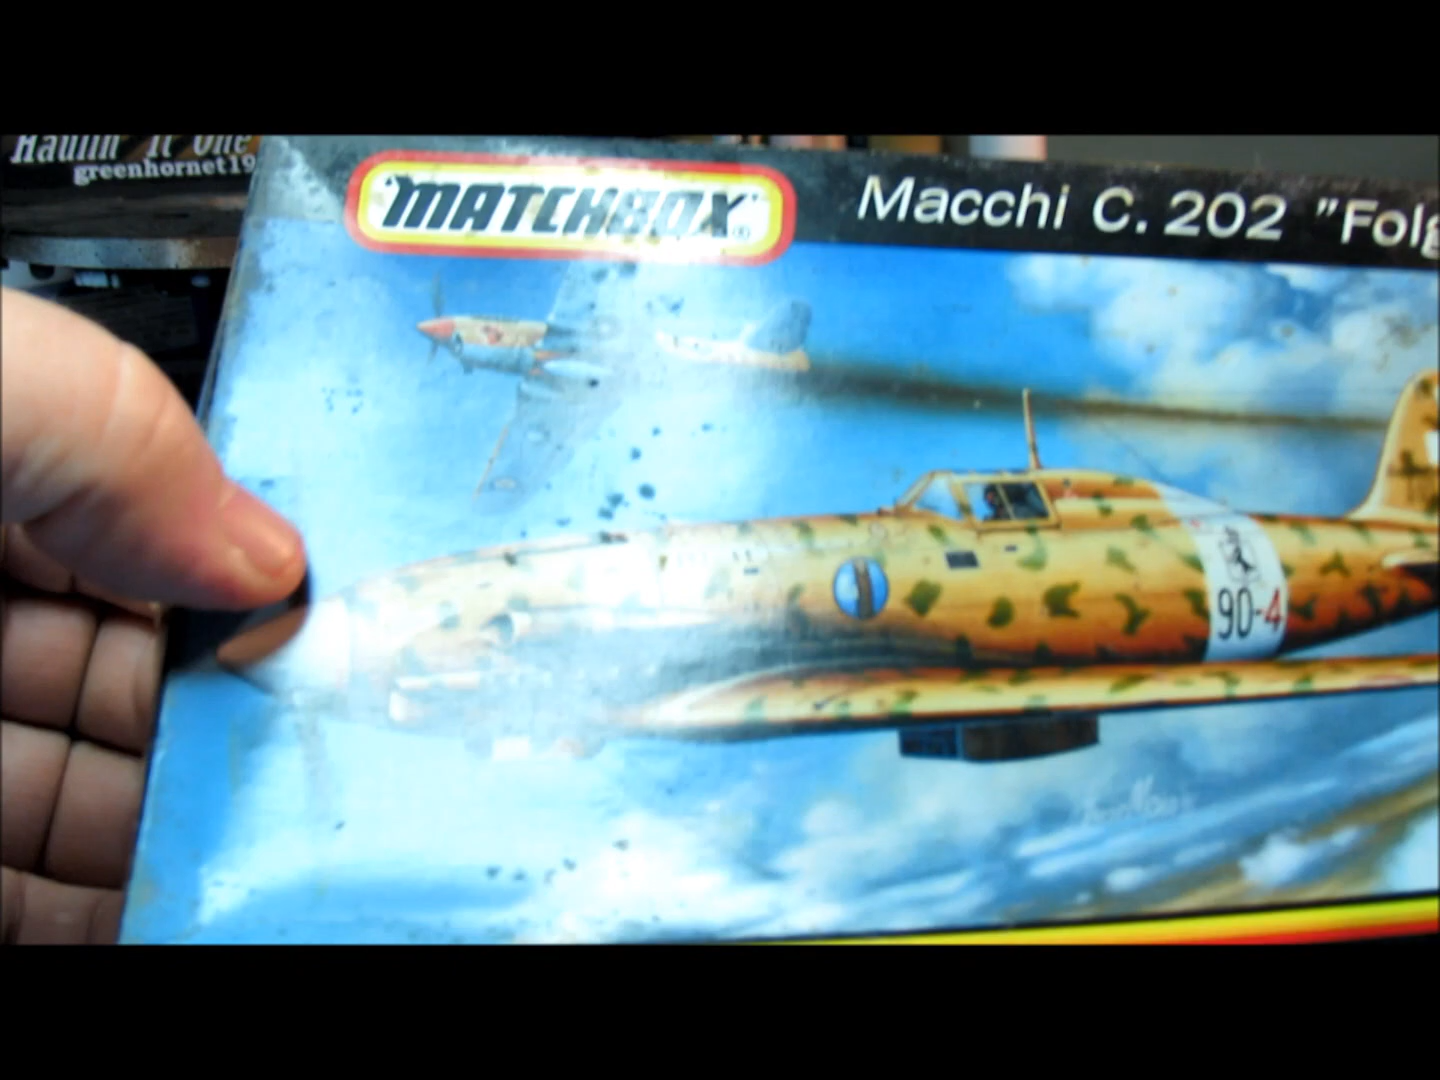 Haulin' It One
greenhornet19
MATCHBOX®
Macchi C. 202 "Folg
90-4